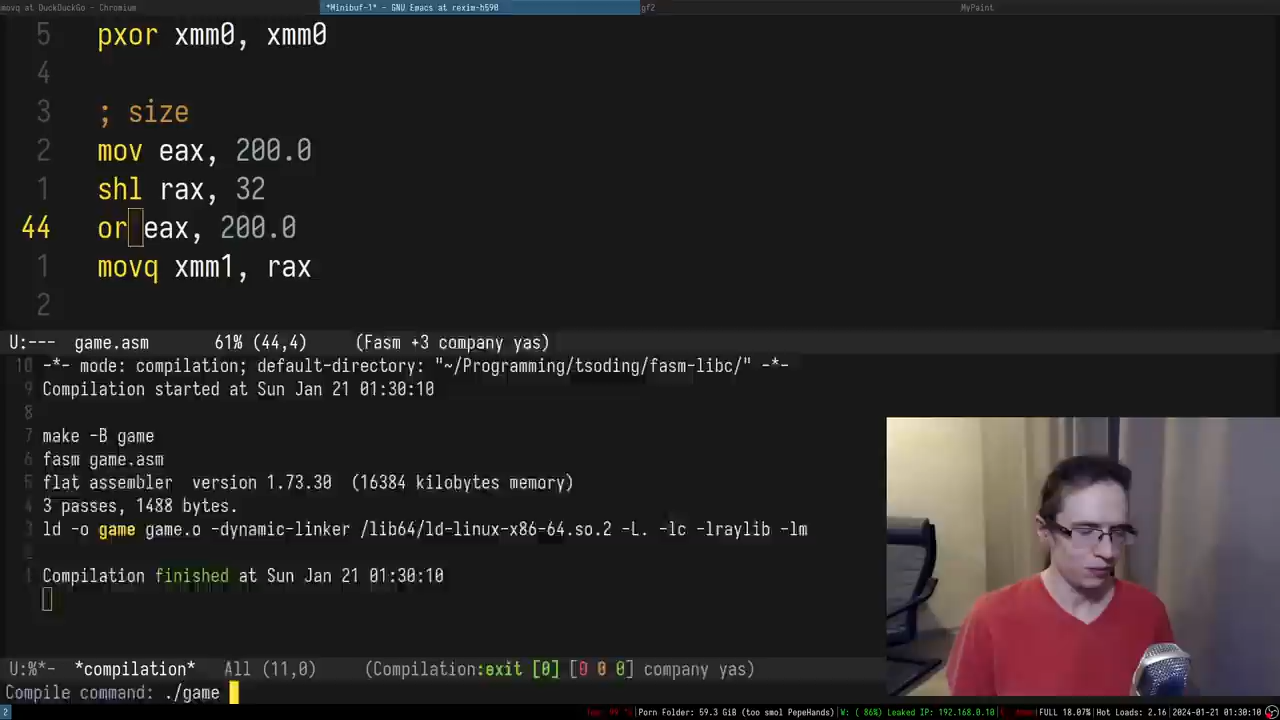 movq at DuckDuckGo - Chromium
*Minibuf-1* - GNU Emacs at rexim-h590
gf2
MyPaint
5 pxor xmm0, xmm0
4
3 ; size
2 mov eax, 200.0
1 shl rax, 32
44 or eax, 200.0
1 movq xmm1, rax
2
U:--- game.asm 61% (44,4) (Fasm +3 company yas)
10 -*- mode: compilation; default-directory: "~/Programming/tsoding/fasm-libc/" -*-
9 Compilation started at Sun Jan 21 01:30:10
8
7 make -B game
6 fasm game.asm
5 flat assembler version 1.73.30 (16384 kilobytes memory)
4 3 passes, 1488 bytes.
3 ld -o game game.o -dynamic-linker /lib64/ld-linux-x86-64.so.2 -L. -lc -lraylib -lm
1 Compilation finished at Sun Jan 21 01:30:10
U:%*- *compilation* All (11,0) (Compilation:exit [0] [0 0 0] company yas)
Compile command: ./game
2
Porn Folder: 59.3 GiB (too smol PepeHands) W: ( 86%) Leaked IP: 192.168.0.10 FULL 18.07% Hot Loads: 2.16 2024-01-21 01:30:10